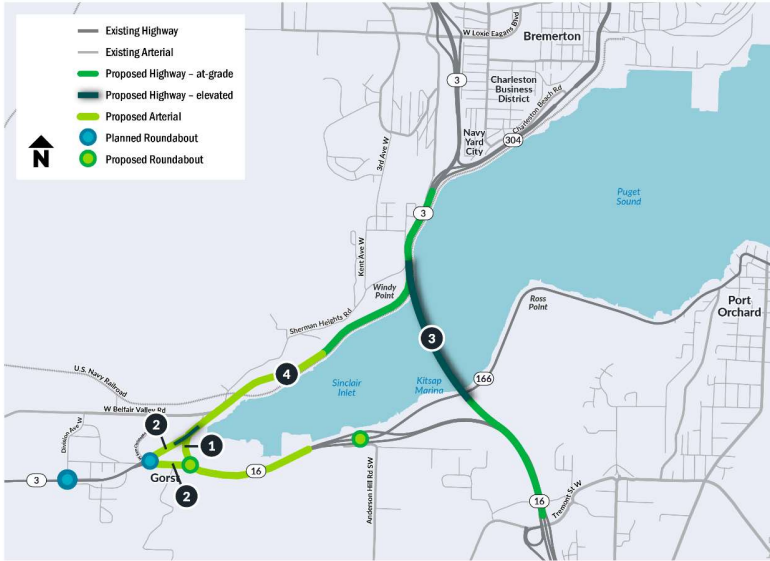 Existing Highway
Existing Arterial
Proposed Highway – at-grade
Proposed Highway – elevated
Proposed Arterial
Planned Roundabout
Proposed Roundabout
N
W Loxie Eagans Blvd
Bremerton
3
Charleston
Business
District
Charleston Beach Rd
Navy
Yard
City
304
3rd Ave W
3
Puget
Sound
Kent Ave W
Windy
Point
Ross
Point
Port
Orchard
Sherman Heights Rd
3
4
U.S. Navy Railroad
Sinclair
Inlet
Kitsap
Marina
166
W Belfair Valley Rd
Division Ave W
2
1
3
Gorst
2
16
Anderson Hill Rd SW
16
Tremont St W